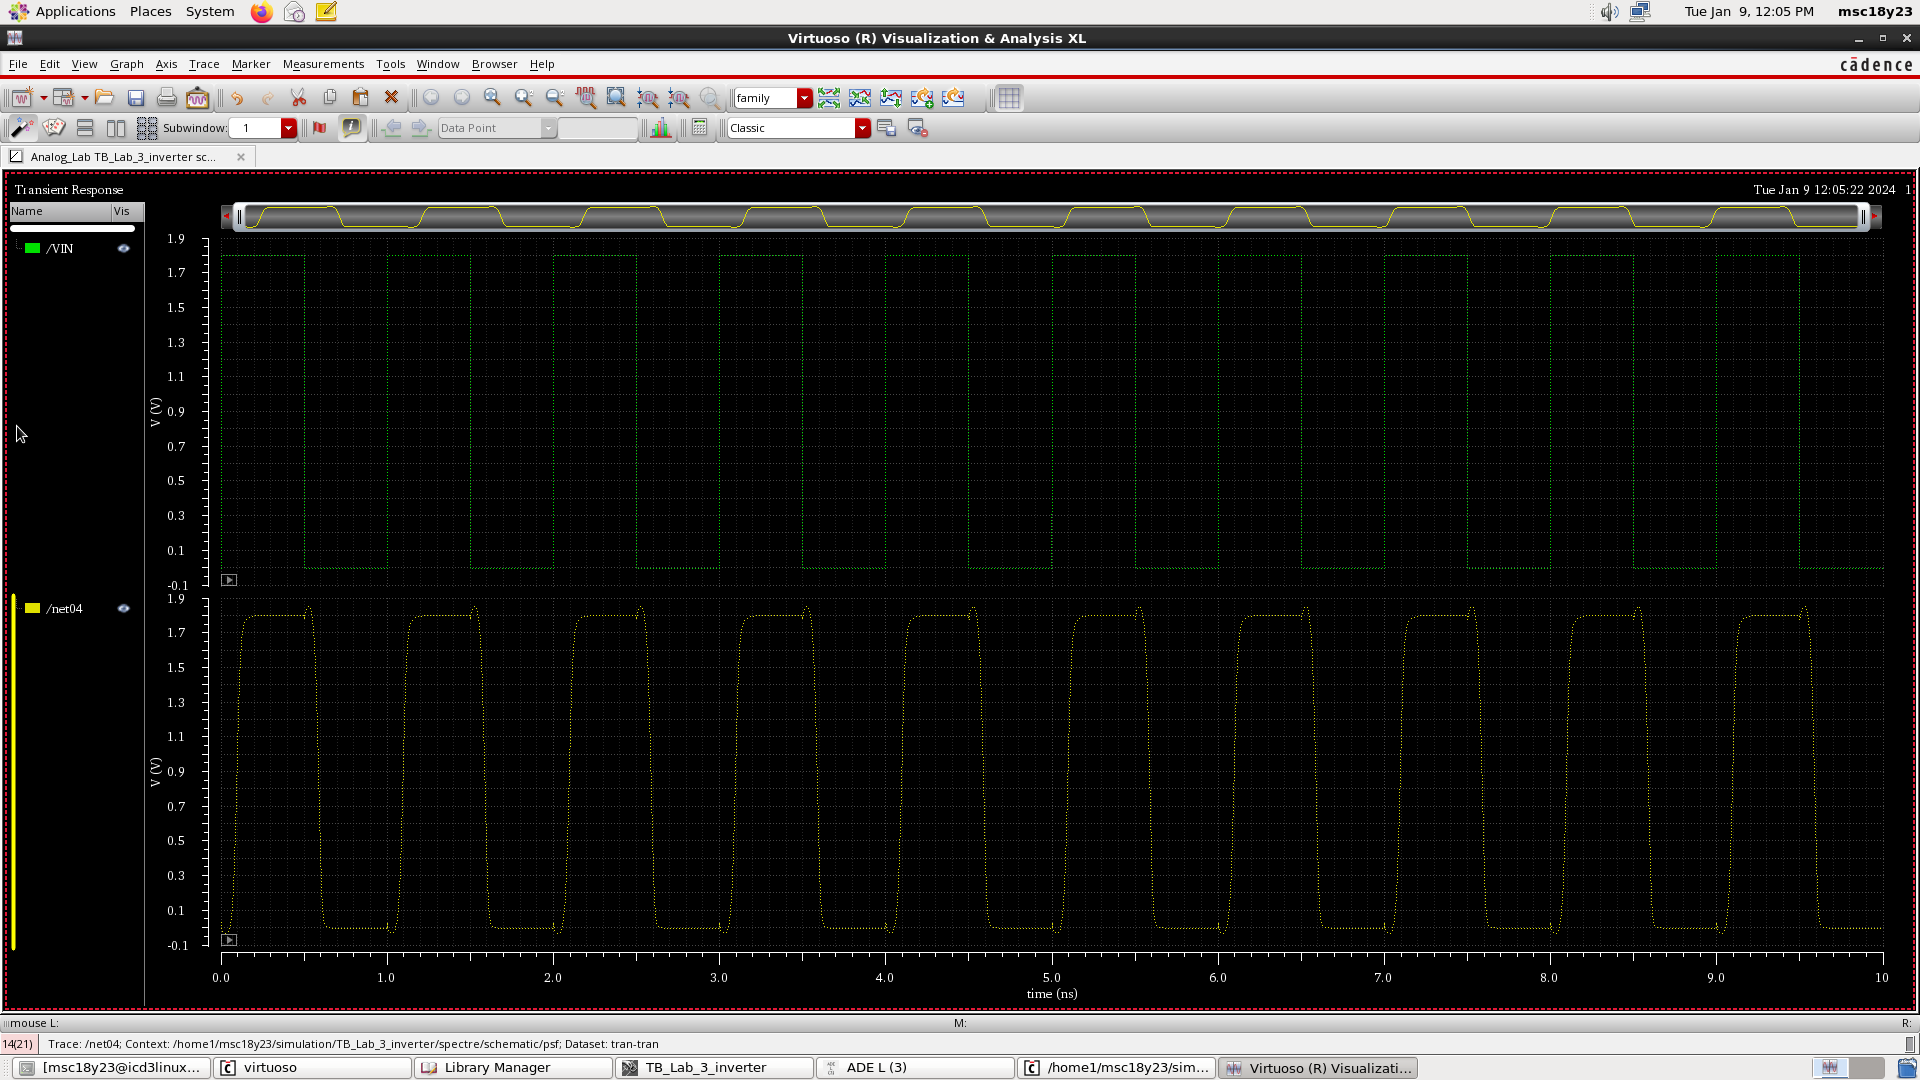 Applications Places System Tue Jan 9, 12:05 PM msc18y23
Virtuoso (R) Visualization & Analysis XL
File Edit View Graph Axis Trace Marker Measurements Tools Window Browser Help cādence
family
Subwindow: 1 Data Point Classic
Analog_Lab TB_Lab_3_inverter sc...
Transient Response Tue Jan 9 12:05:22 2024 1
Name Vis
/VIN
1.9
1.7
1.5
1.3
1.1
0.9
0.7
0.5
0.3
0.1
-0.1
V (V)
/net04
1.9
1.7
1.5
1.3
1.1
0.9
0.7
0.5
0.3
0.1
-0.1
V (V)
0.0 1.0 2.0 3.0 4.0 5.0 6.0 7.0 8.0 9.0 10
time (ns)
mouse L: M: R:
14(21) Trace: /net04; Context: /home1/msc18y23/simulation/TB_Lab_3_inverter/spectre/schematic/psf; Dataset: tran-tran
[msc18y23@icd3linux... virtuoso Library Manager TB_Lab_3_inverter ADE L (3) /home1/msc18y23/sim... Virtuoso (R) Visualizati...